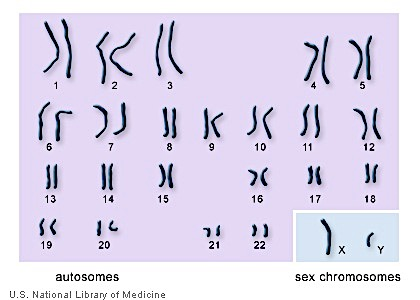 1 2 3 4 5
6 7 8 9 10 11 12
13 14 15 16 17 18
19 20 21 22 X Y
autosomes sex chromosomes
U.S. National Library of Medicine